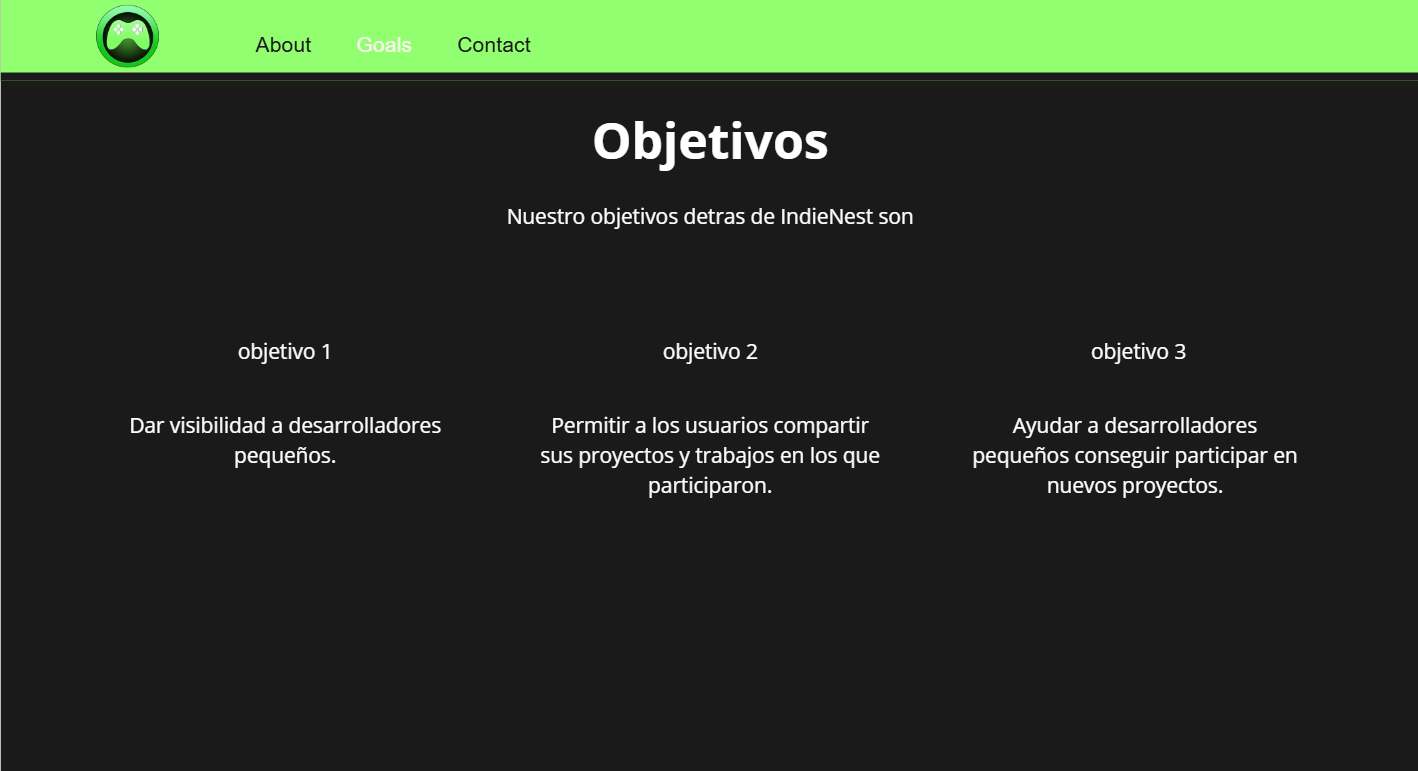 About Goals Contact
Objetivos
Nuestro objetivos detras de IndieNest son
objetivo 1
Dar visibilidad a desarrolladores
pequeños.
objetivo 2
Permitir a los usuarios compartir
sus proyectos y trabajos en los que
participaron.
objetivo 3
Ayudar a desarrolladores
pequeños conseguir participar en
nuevos proyectos.